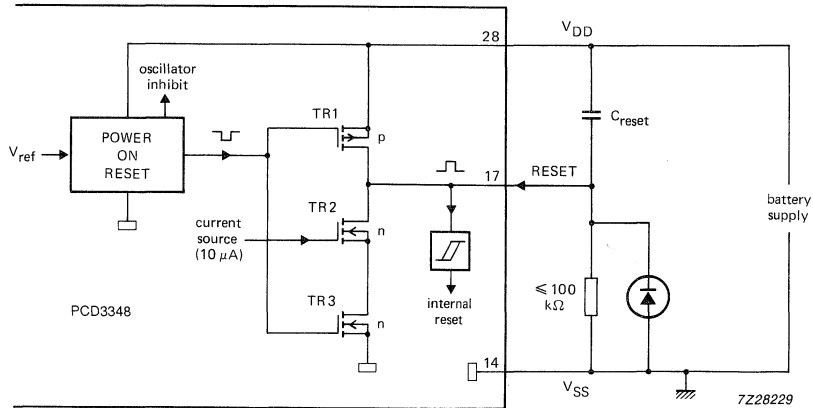 28
V_DD
oscillator
inhibit
TR1
C_reset
POWER
ON
RESET
p
V_ref
17
RESET
TR2
battery
supply
current
source
(10 μA)
n
≤ 100
kΩ
TR3
internal
reset
PCD3348
n
14
V_SS
7Z28229